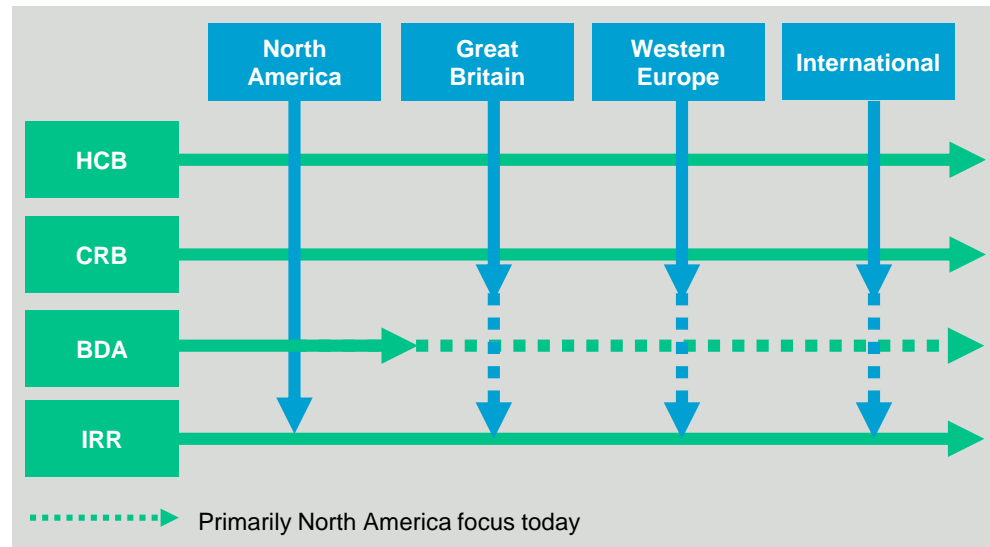 North
America
Great
Britain
Western
Europe
International
HCB
CRB
BDA
IRR
Primarily North America focus today